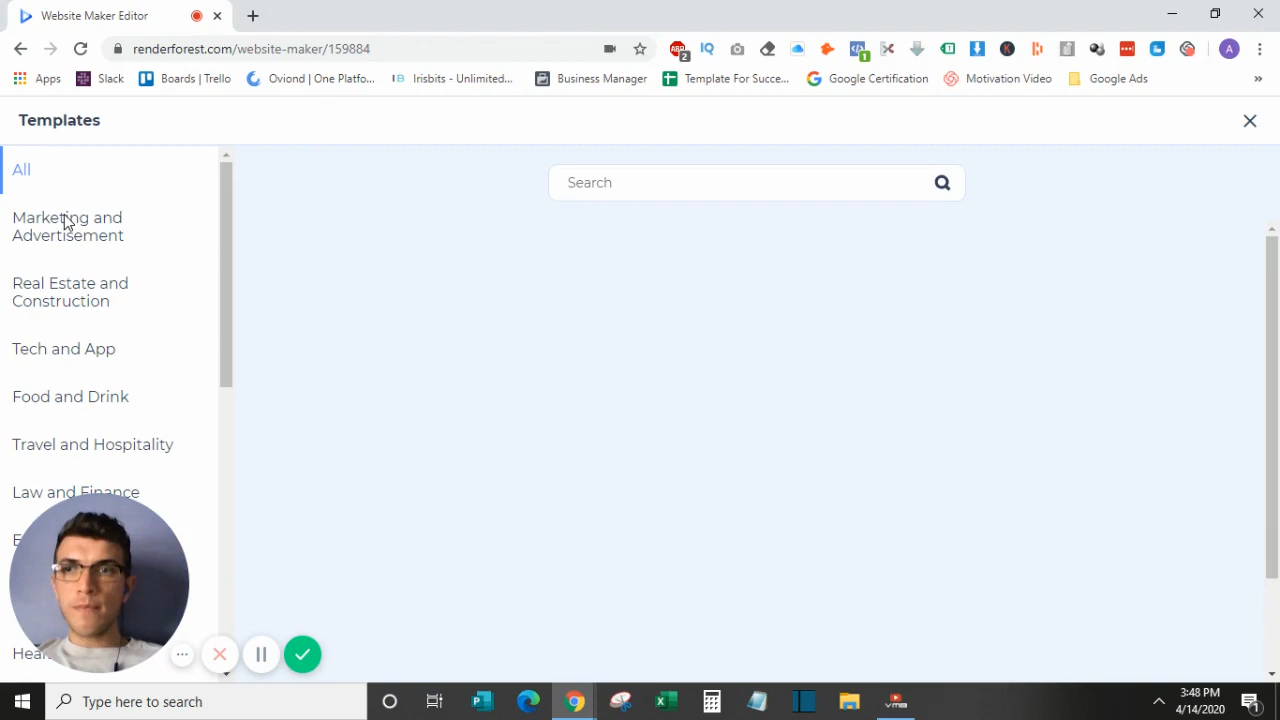 Website Maker Editor
renderforest.com/website-maker/159884
2
1
A
Apps
Slack
Boards | Trello
Oviond | One Platfo...
Irisbits - Unlimited...
Business Manager
Template For Succe...
Google Certification
Motivation Video
Google Ads
»
Templates
All
Search
Marketing and
Advertisement
Real Estate and
Construction
Tech and App
Food and Drink
Travel and Hospitality
Law and Finance
Type here to search
3:48 PM
4/14/2020
1